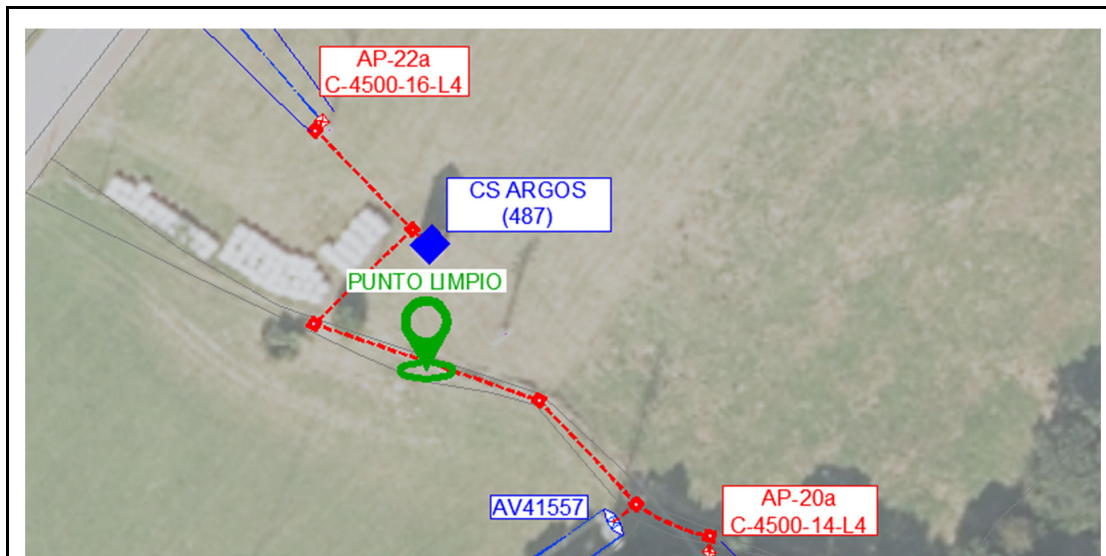 AP-22a
C-4500-16-L4
CS ARGOS
(487)
PUNTO LIMPIO
AV41557
AP-20a
C-4500-14-L4